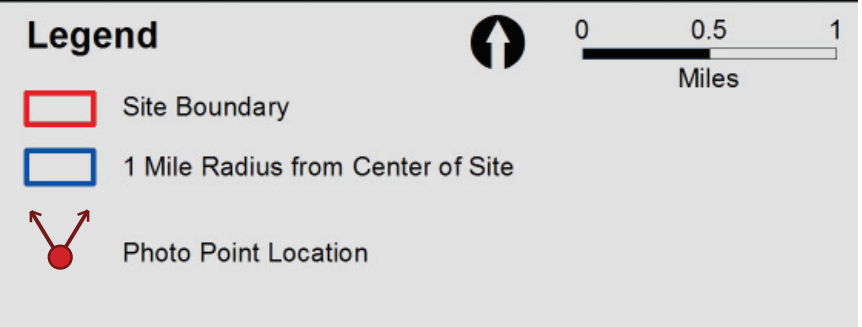 Legend
0 0.5 1
Miles
Site Boundary
1 Mile Radius from Center of Site
Photo Point Location